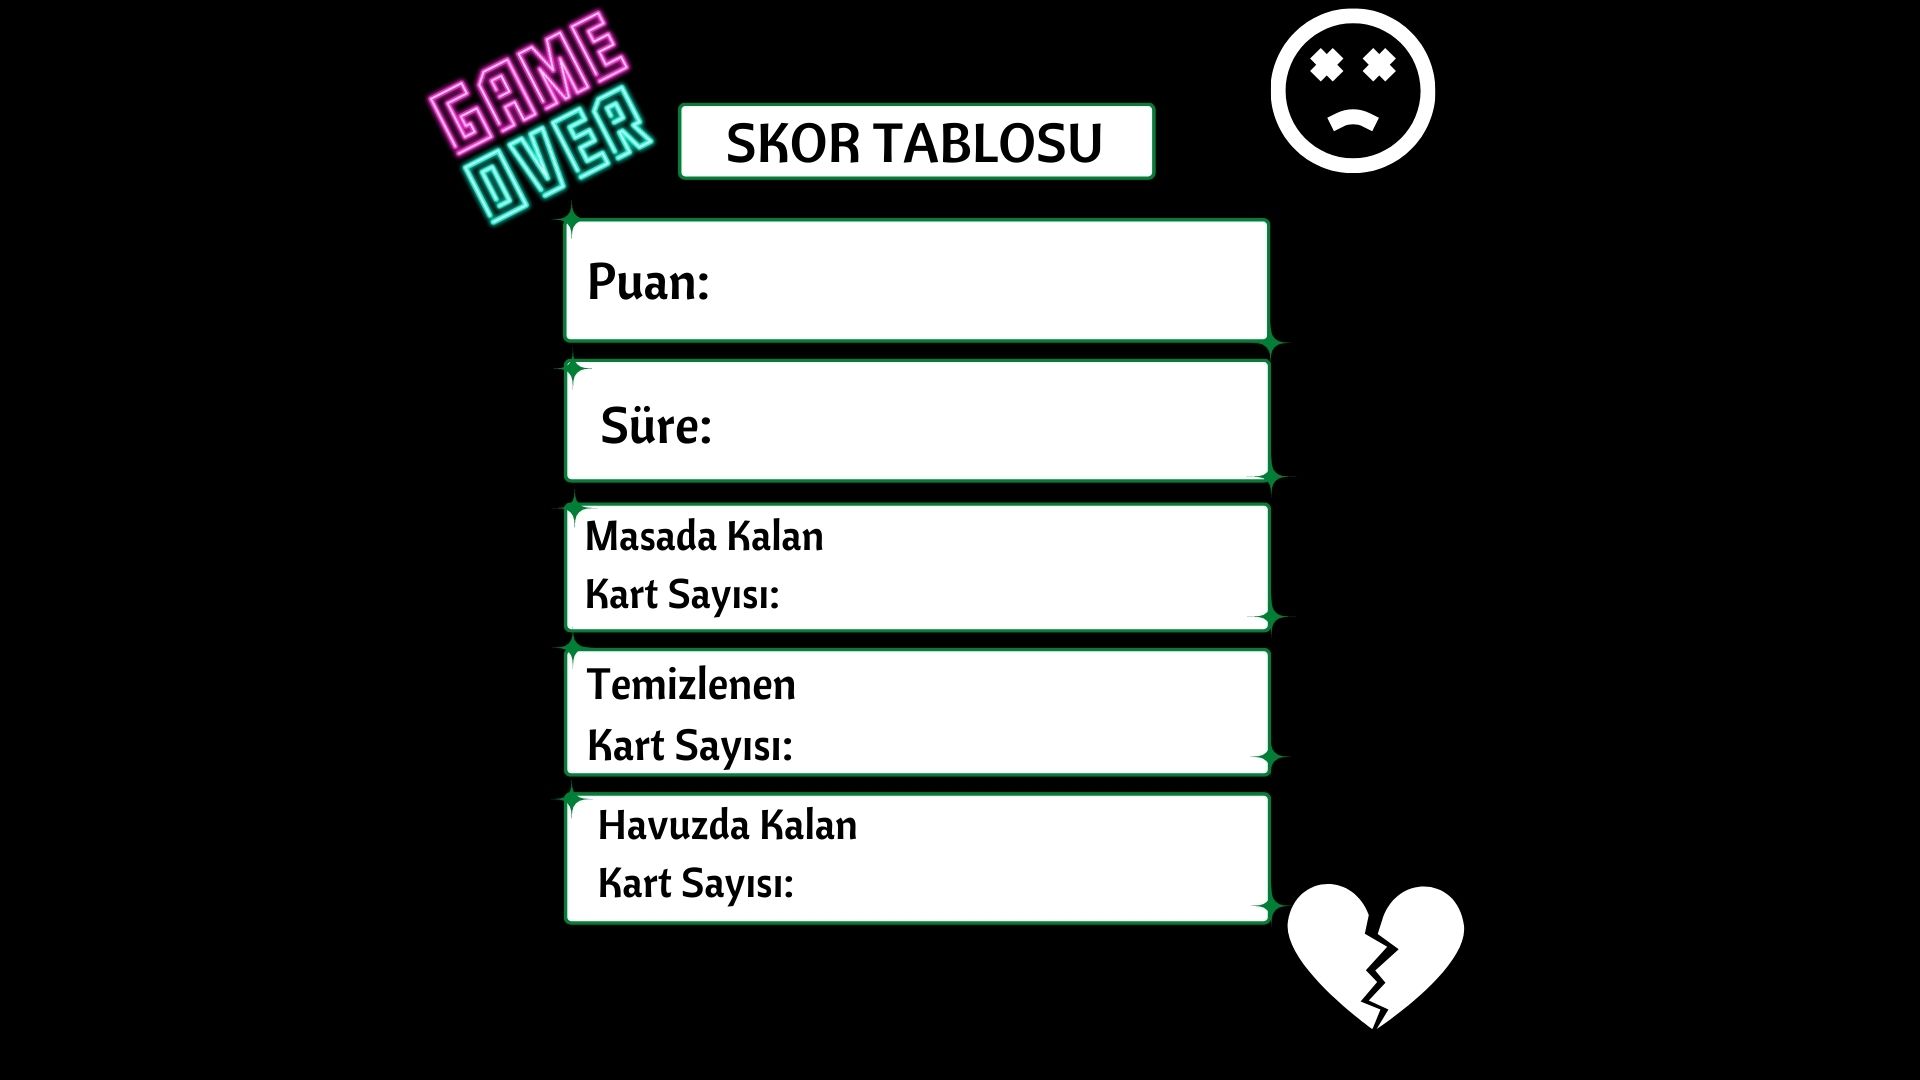 GAME
OVER
SKOR TABLOSU
Puan:
Süre:
Masada Kalan
Kart Sayısı:
Temizlenen
Kart Sayısı:
Havuzda Kalan
Kart Sayısı: